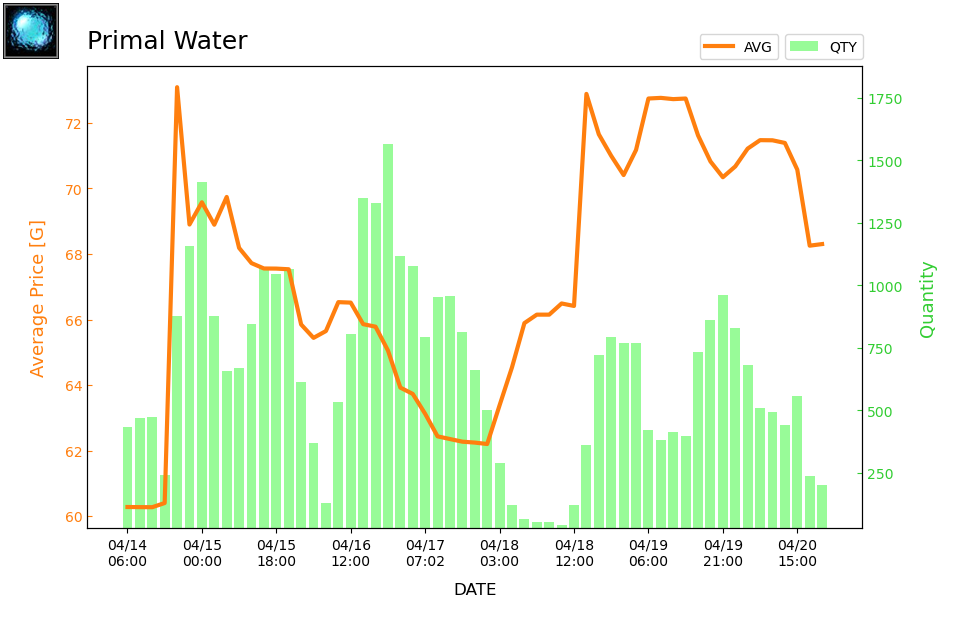 Primal Water
AVG
QTY
Average Price [G]
72
70
68
66
64
62
60
1750
1500
1250
1000
750
500
250
Quantity
04/14 04/15 04/15 04/16 04/17 04/18 04/18 04/19 04/19 04/20
06:00 00:00 18:00 12:00 07:02 03:00 12:00 06:00 21:00 15:00
DATE